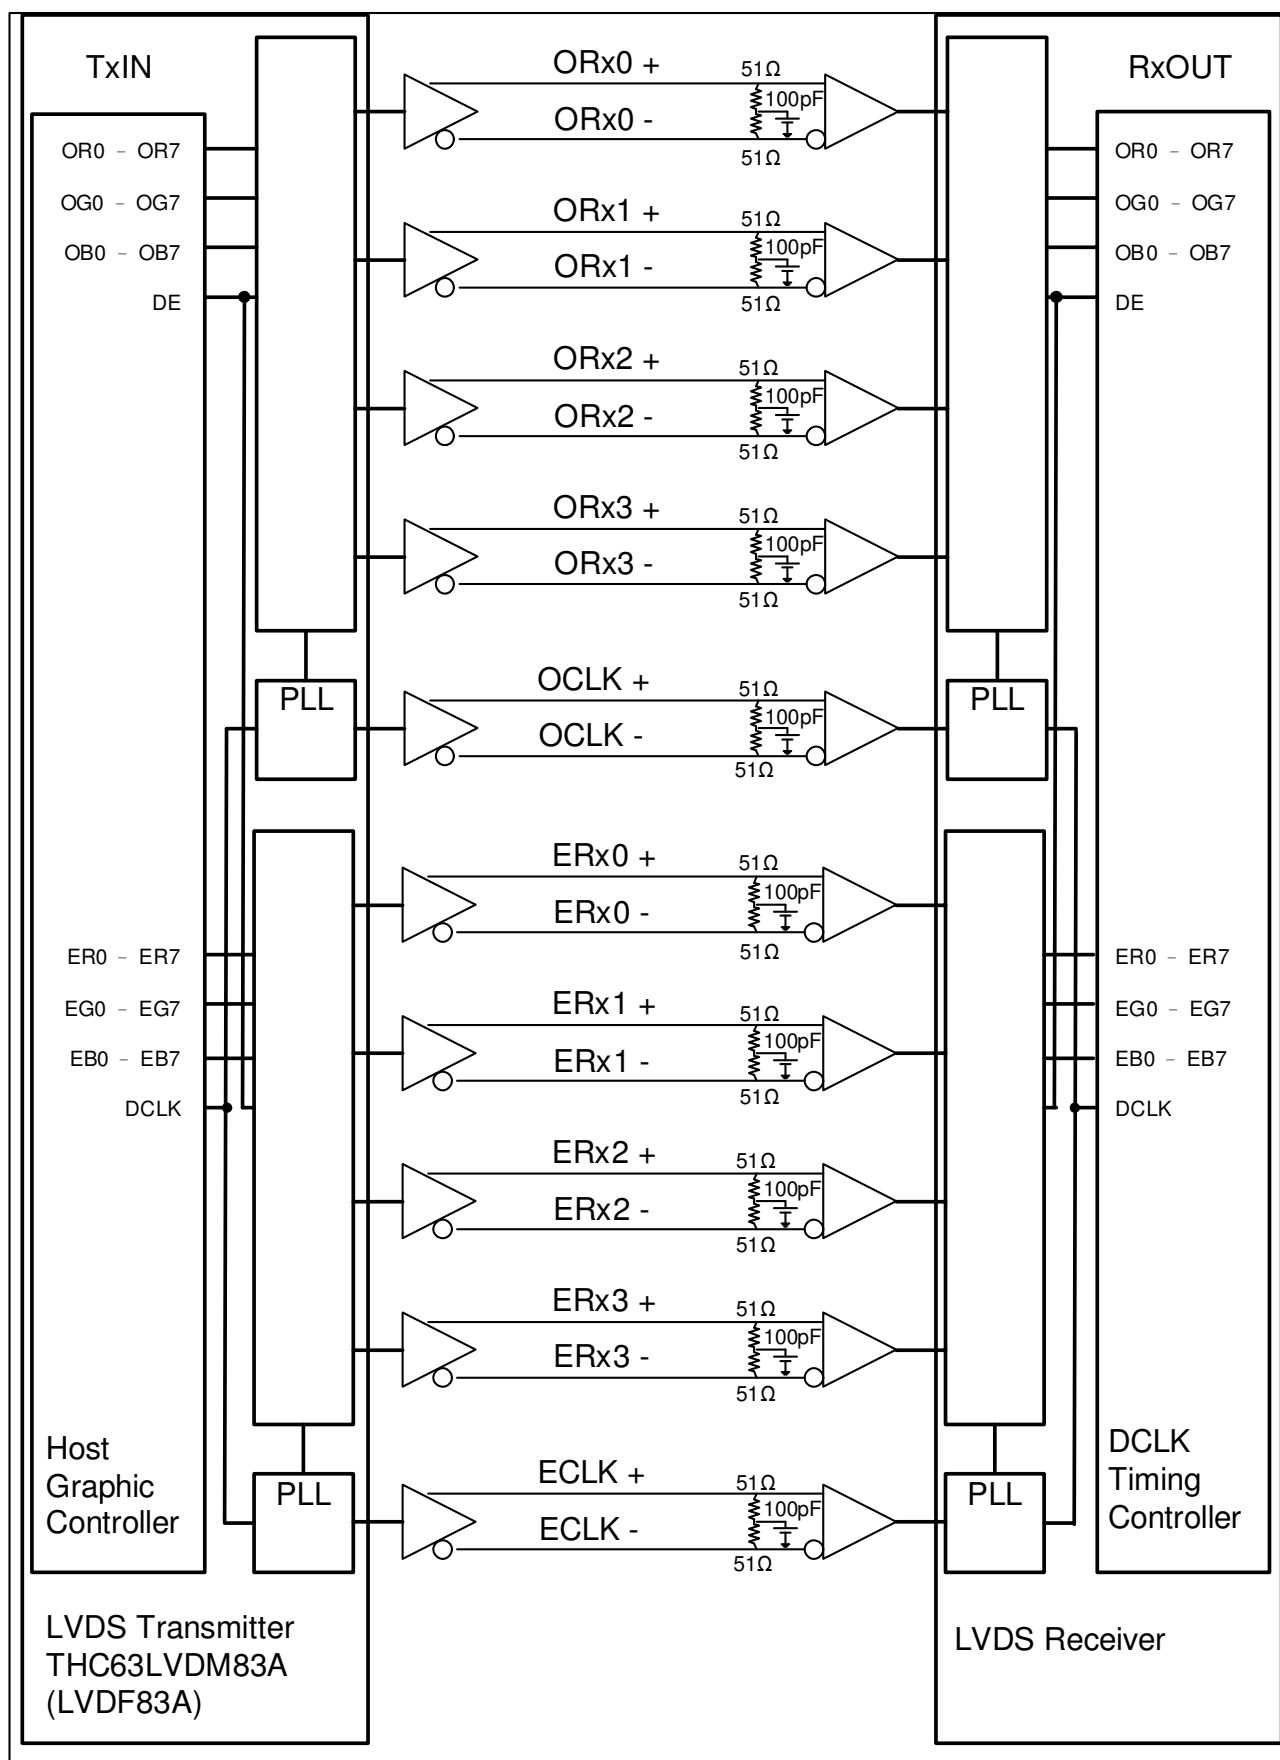 TxIN
RxOUT
ORx0 +
51Ω
100pF
ORx0 -
51Ω
OR0 - OR7
OR0 - OR7
OG0 - OG7
OG0 - OG7
ORx1 +
51Ω
100pF
OB0 - OB7
OB0 - OB7
ORx1 -
51Ω
DE
DE
ORx2 +
51Ω
100pF
ORx2 -
51Ω
ORx3 +
51Ω
100pF
ORx3 -
51Ω
PLL
OCLK +
51Ω
100pF
OCLK -
51Ω
PLL
ERx0 +
51Ω
100pF
ERx0 -
51Ω
ER0 - ER7
ER0 - ER7
EG0 - EG7
EG0 - EG7
ERx1 +
51Ω
100pF
EB0 - EB7
EB0 - EB7
ERx1 -
51Ω
DCLK
DCLK
ERx2 +
51Ω
100pF
ERx2 -
51Ω
ERx3 +
51Ω
100pF
ERx3 -
51Ω
Host
Graphic
Controller
PLL
ECLK +
51Ω
100pF
ECLK -
51Ω
PLL
DCLK
Timing
Controller
LVDS Transmitter
THC63LVDM83A
(LVDF83A)
LVDS Receiver